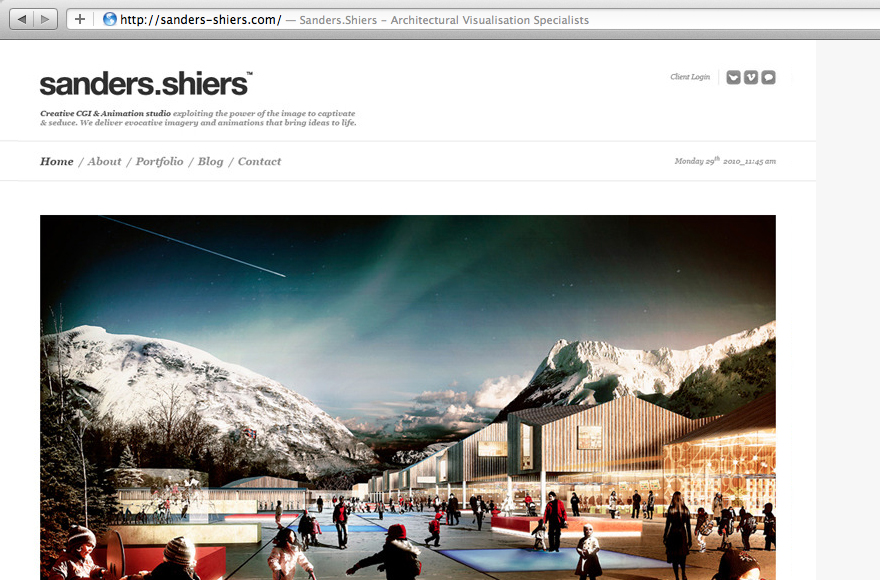 http://sanders-shiers.com/ — Sanders.Shiers – Architectural Visualisation Specialists
sanders.shiers™
Client Login
Creative CGI & Animation studio exploiting the power of the image to captivate
& seduce. We deliver evocative imagery and animations that bring ideas to life.
Home / About / Portfolio / Blog / Contact
Monday 29th 2010_11:45 am